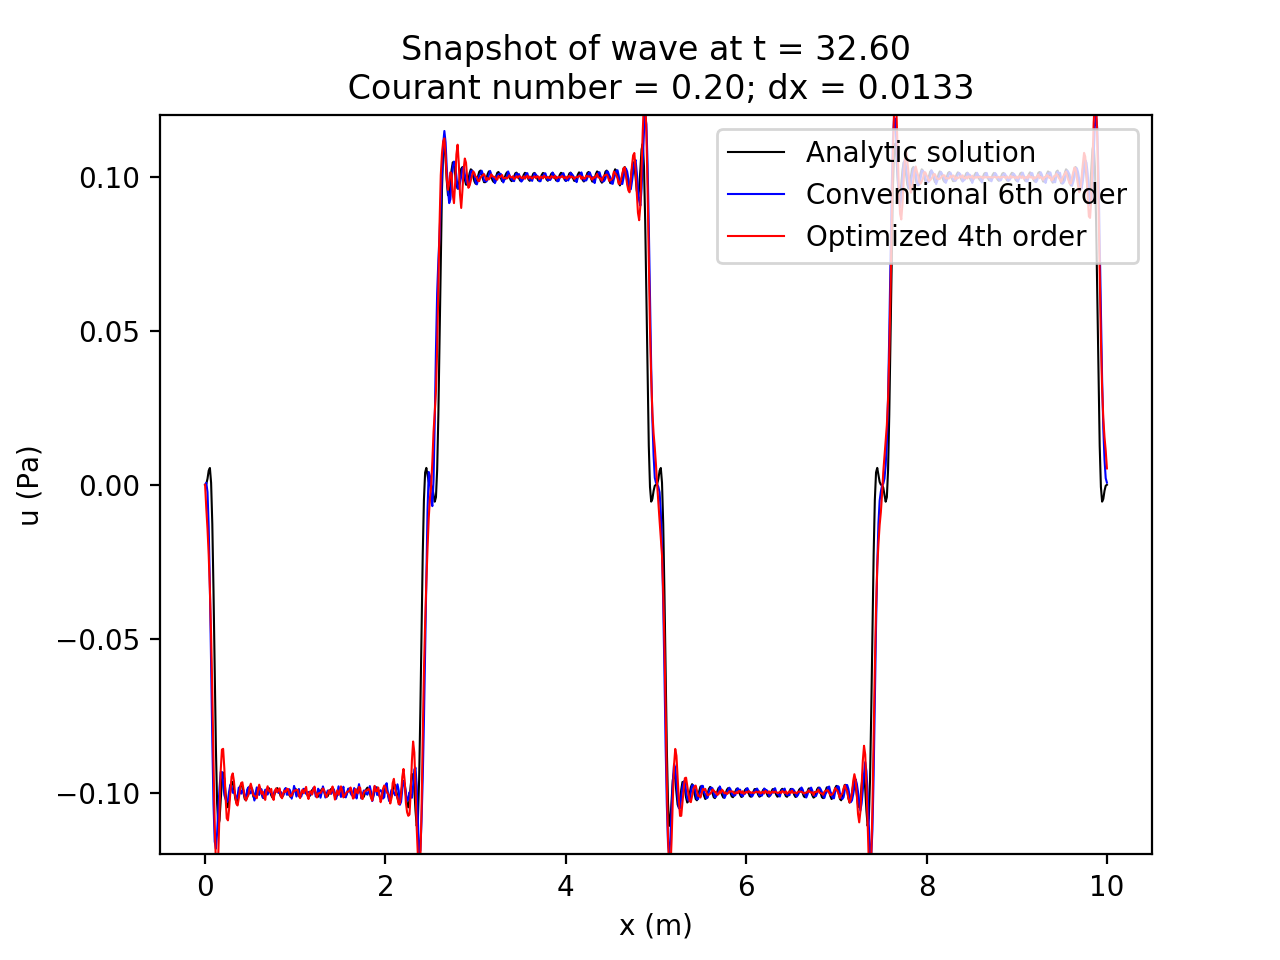 Snapshot of wave at t = 32.60
Courant number = 0.20; dx = 0.0133
Analytic solution
Conventional 6th order
Optimized 4th order
0.10
0.05
0.00
−0.05
−0.10
u (Pa)
0 2 4 6 8 10
x (m)